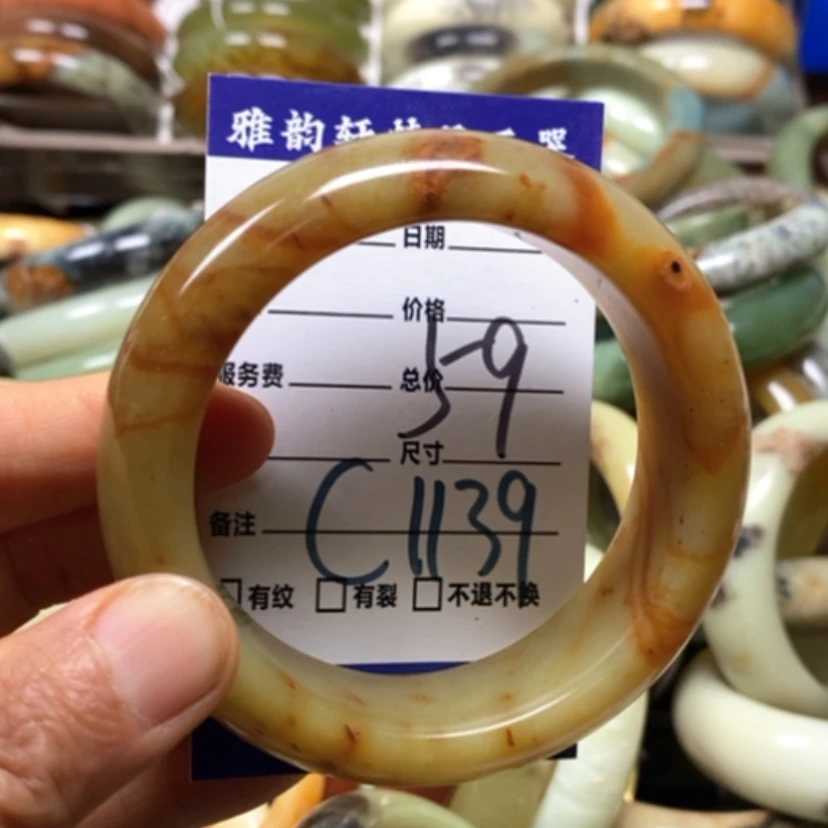 雅韵轩
日期
价格
59
服务费 总价
尺寸
C1139
备注
有纹 有裂 不退不换